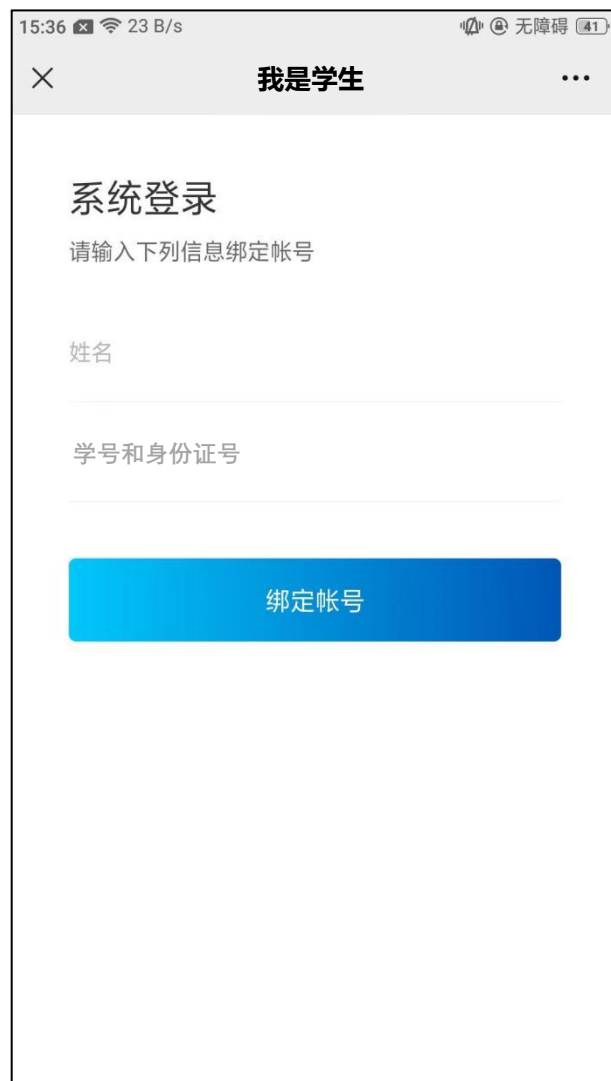 15:36 23 B/s 无障碍 41
我是学生
系统登录
请输入下列信息绑定帐号
姓名
学号和身份证号
绑定帐号